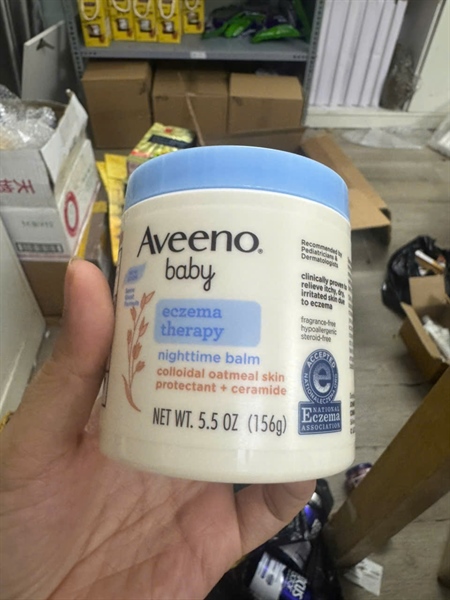 Aveeno.
baby
eczema
therapy
nighttime balm
colloidal oatmeal skin
protectant + ceramide
NET WT. 5.5 OZ (156g)
Recommended by
Pediatricians &
Dermatologists
clinically proven to
relieve itchy, dry,
irritated skin due
to eczema
fragrance-free
hypoallergenic
steroid-free
ACCEPTED
e
NATIONAL
Eczema
ASSOCIATION